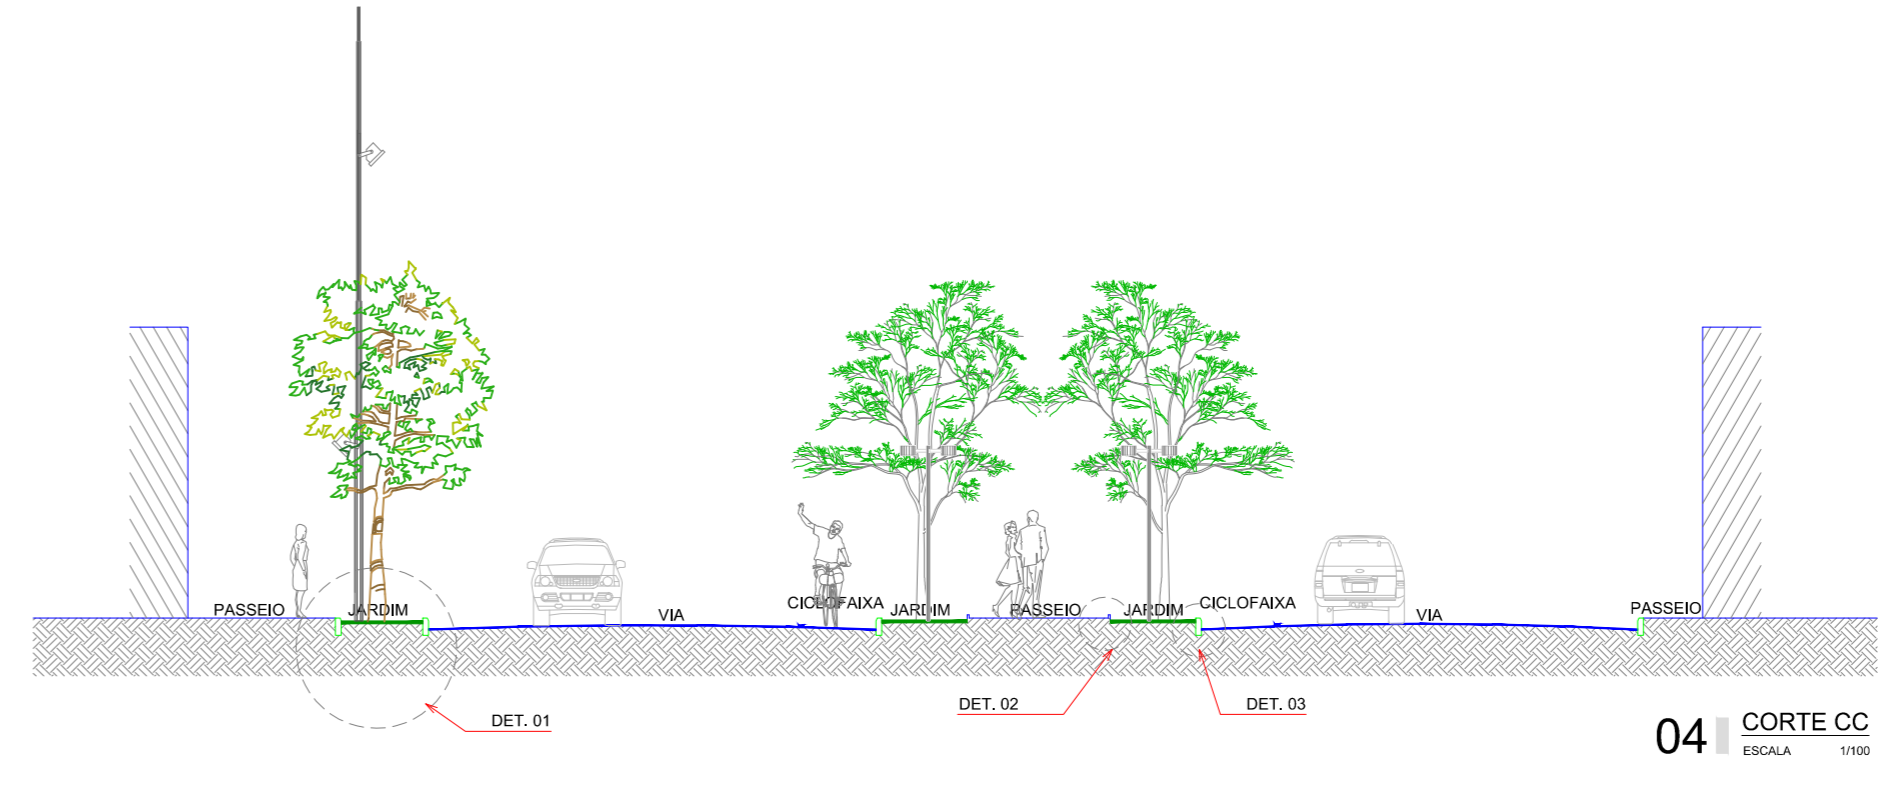 PASSEIO
JARDIM
VIA
CICLOFAIXA
JARDIM
PASSEIO
JARDIM
CICLOFAIXA
VIA
PASSEIO
DET. 01
DET. 02
DET. 03
04
CORTE CC
ESCALA 1/100